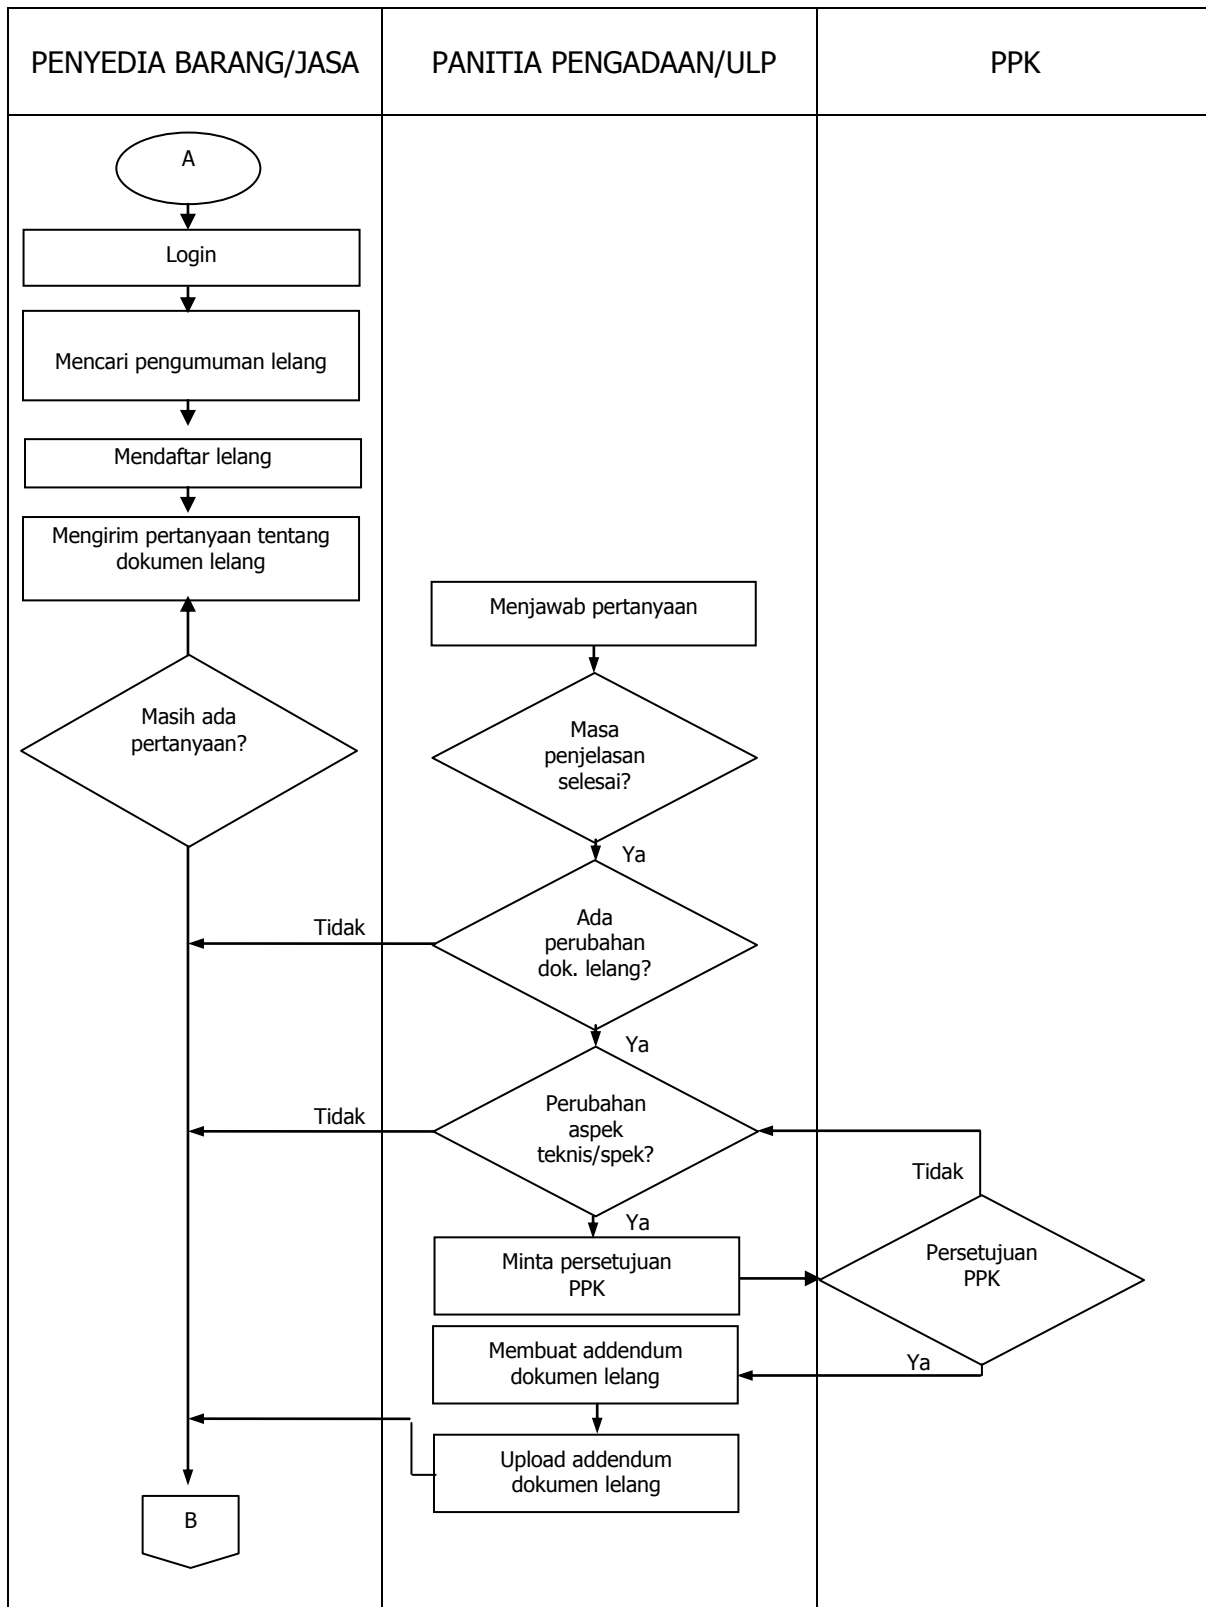 PENYEDIA BARANG/JASA
PANITIA PENGADAAN/ULP
PPK
A
Login
Mencari pengumuman lelang
Mendaftar lelang
Mengirim pertanyaan tentang
dokumen lelang
Menjawab pertanyaan
Masih ada
pertanyaan?
Masa
penjelasan
selesai?
Ya
Tidak
Ada
perubahan
dok. lelang?
Ya
Tidak
Perubahan
aspek
teknis/spek?
Tidak
Ya
Minta persetujuan
PPK
Persetujuan
PPK
Membuat addendum
dokumen lelang
Ya
Upload addendum
dokumen lelang
B